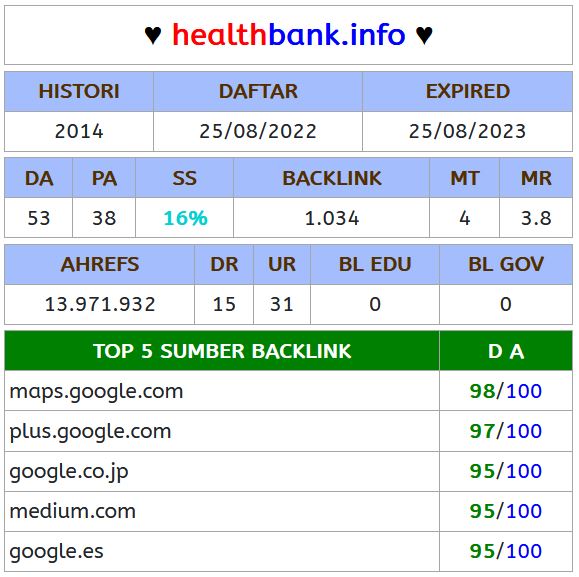 ♥ healthbank.info ♥
HISTORI DAFTAR EXPIRED
2014 25/08/2022 25/08/2023
DA PA SS BACKLINK MT MR
53 38 16% 1.034 4 3.8
AHREFS DR UR BL EDU BL GOV
13.971.932 15 31 0 0
TOP 5 SUMBER BACKLINK D A
maps.google.com 98/100
plus.google.com 97/100
google.co.jp 95/100
medium.com 95/100
google.es 95/100